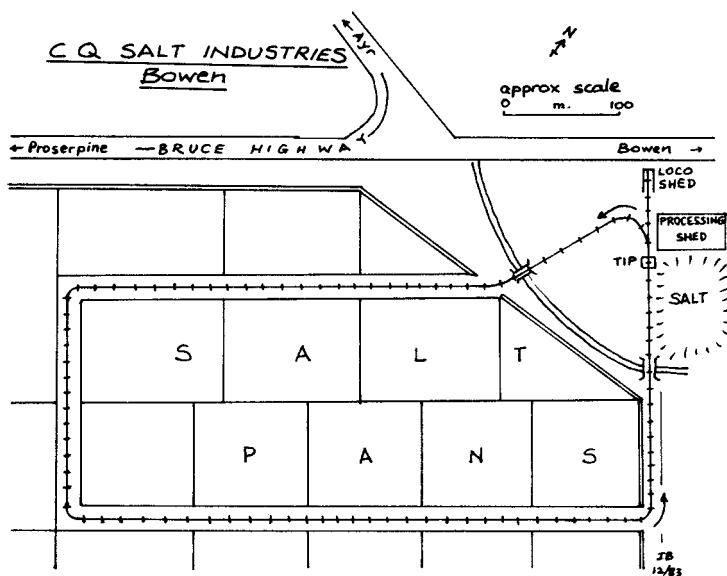 C Q SALT INDUSTRIES
Bowen
Ayr
N
approx scale
0 m. 100
← Proserpine — BRUCE HIGHWAY
Bowen →
LOCO
SHED
PROCESSING
SHED
TIP
SALT
S A L T
P A N S
JB
12/83